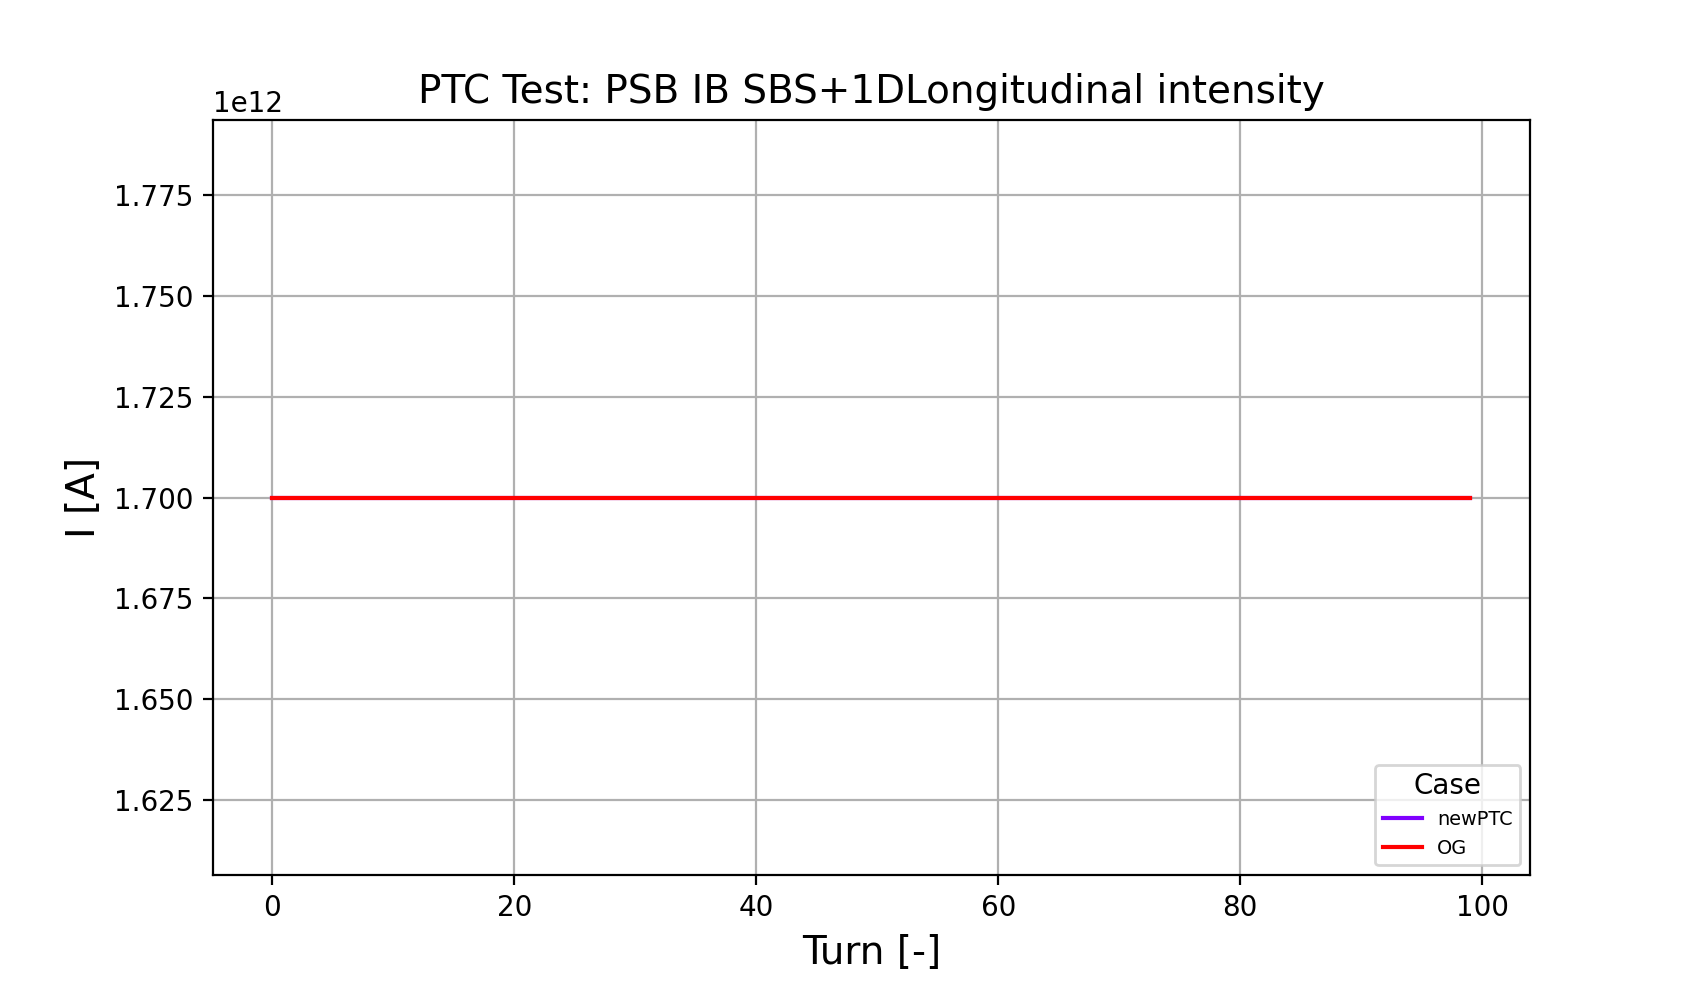 PTC Test: PSB IB SBS+1DLongitudinal intensity
1e12
1.775
1.750
1.725
1.700
1.675
1.650
1.625
I [A]
Case
newPTC
OG
0 20 40 60 80 100
Turn [-]